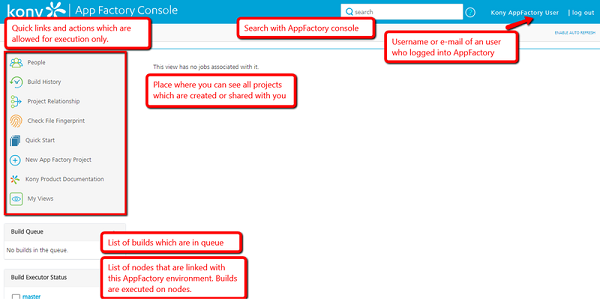 kony | App Factory Console
search
Kony AppFactory User | log out
ENABLE AUTO REFRESH
Quick links and actions which are
allowed for execution only.
Search with AppFactory console
Username or e-mail of an user
who logged into AppFactory
People
Build History
Project Relationship
Check File Fingerprint
Quick Start
New App Factory Project
Kony Product Documentation
My Views
This view has no jobs associated with it.
Place where you can see all projects
which are created or shared with you
Build Queue
No builds in the queue.
List of builds which are in queue
Build Executor Status
master
List of nodes that are linked with
this AppFactory environment. Builds
are executed on nodes.